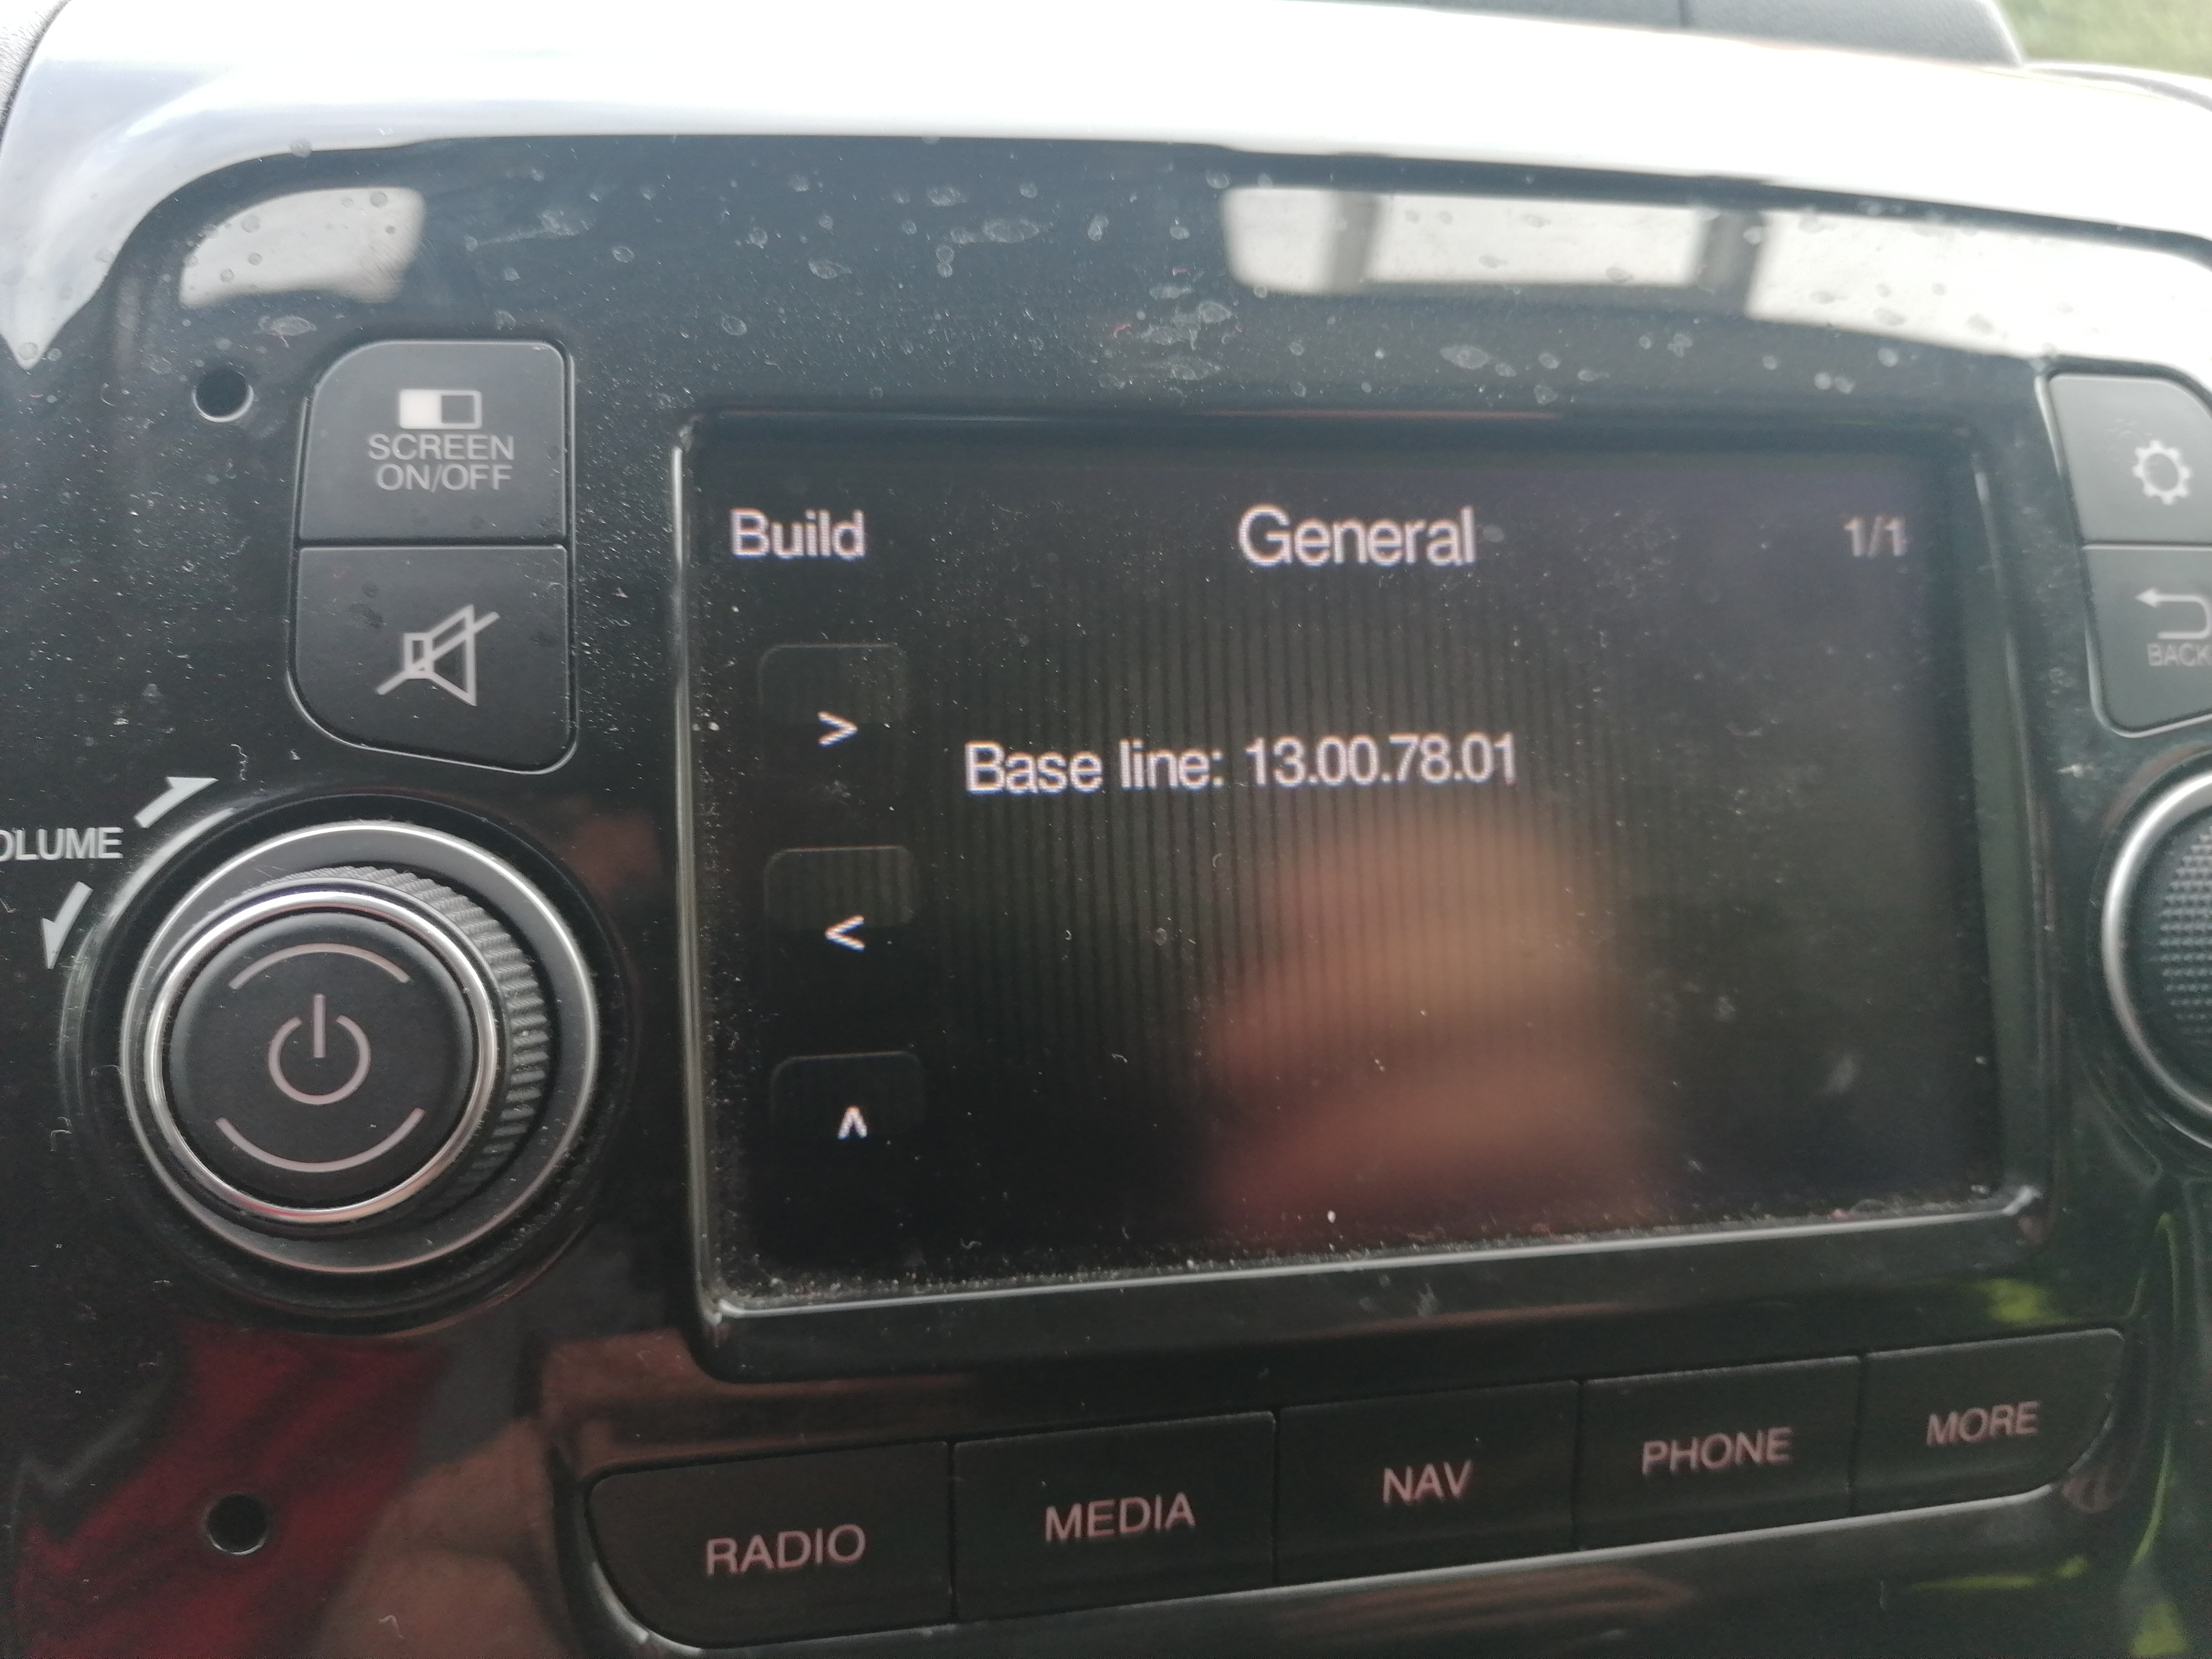 SCREEN
ON/OFF
Build
General
1/1
BACK
>
Base line: 13.00.78.01
OLUME
<
^
RADIO
MEDIA
NAV
PHONE
MORE